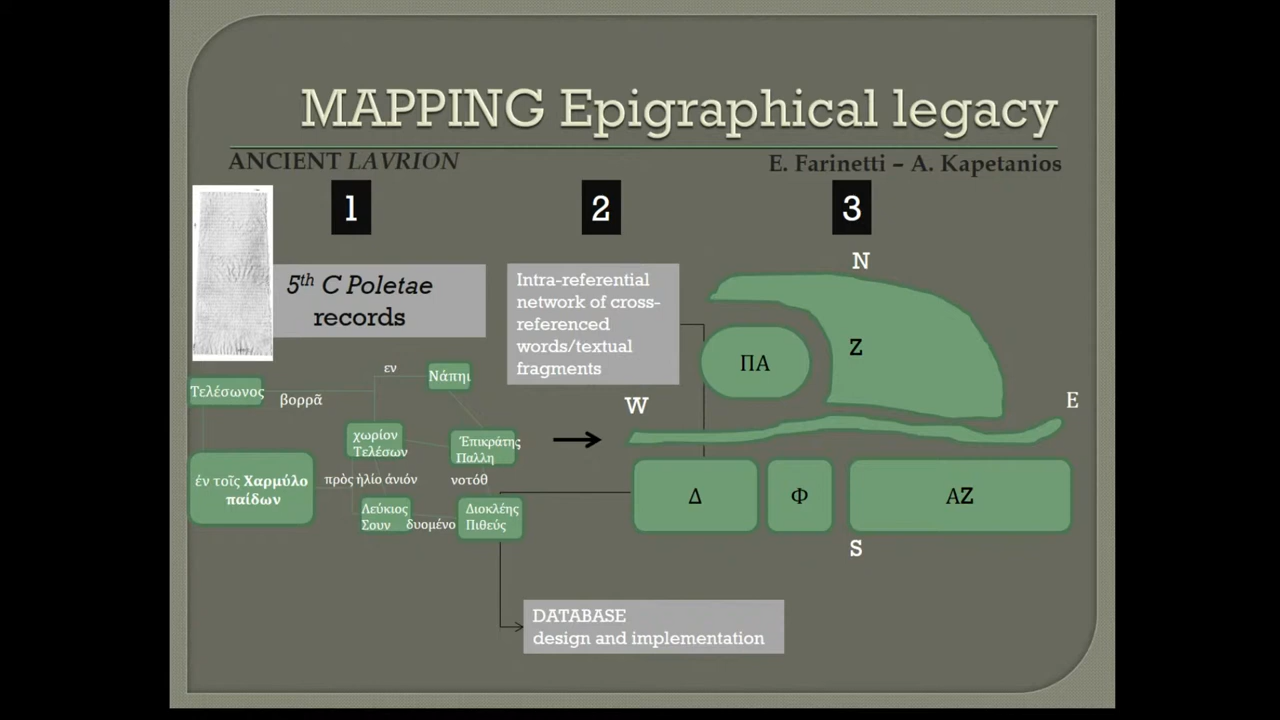 MAPPING Epigraphical legacy
ANCIENT LAVRION
E. Farinetti – A. Kapetanios
1
2
3
5th C Poletae
records
Intra-referential
network of cross-
referenced
words/textual
fragments
N
Z
ΠΑ
W
E
Δ
Φ
ΑΖ
S
εν
Νάπηι
Τελέσωνος
βορρᾶ
χωρίον
Τελέσων
Ἐπικράτης
Παλλη
ἐν τοῖς Χαρμύλο
παίδων
πρὸς ἡλίο ἀνιόν
νοτόθ
Λεύκιος
Σουν
δυομένο
Διοκλέης
Πιθεύς
DATABASE
design and implementation